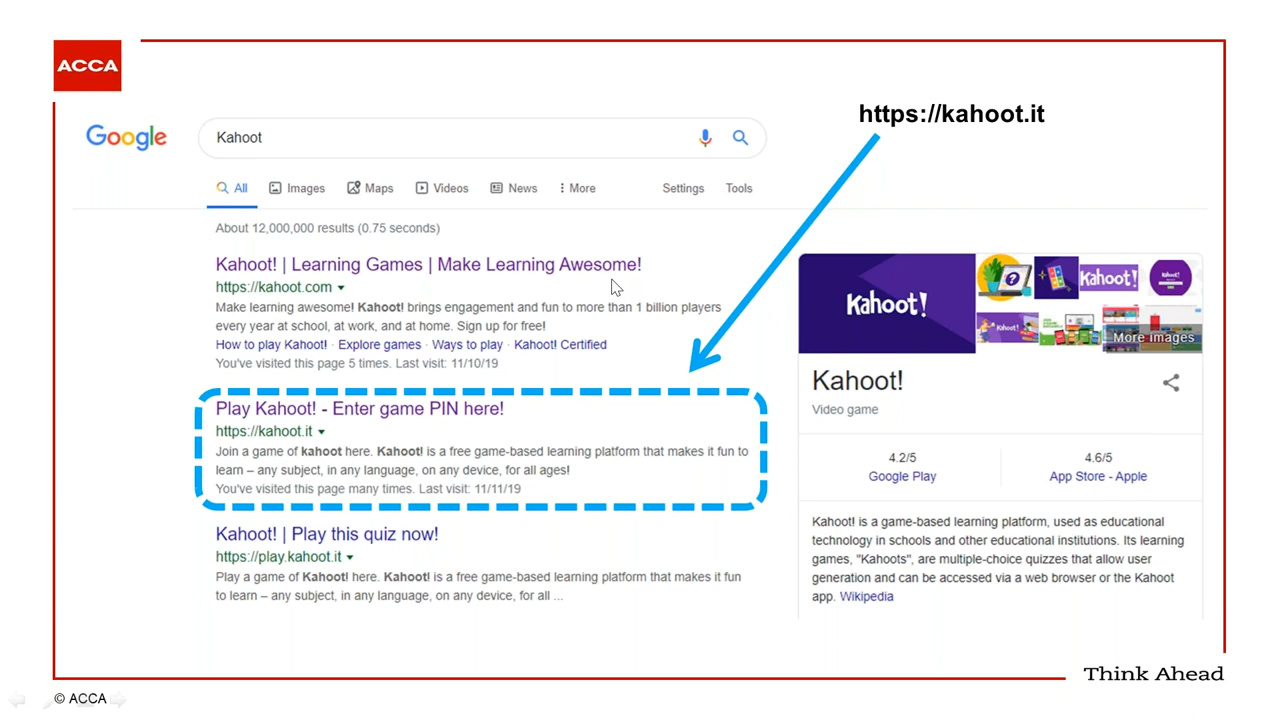 ACCA
https://kahoot.it
Google
Kahoot
All Images Maps Videos News More Settings Tools
About 12,000,000 results (0.75 seconds)
Kahoot! | Learning Games | Make Learning Awesome!
https://kahoot.com
Make learning awesome! Kahoot! brings engagement and fun to more than 1 billion players
every year at school, at work, and at home. Sign up for free!
How to play Kahoot! · Explore games · Ways to play · Kahoot! Certified
You've visited this page 5 times. Last visit: 11/10/19
Play Kahoot! - Enter game PIN here!
https://kahoot.it
Join a game of kahoot here. Kahoot! is a free game-based learning platform that makes it fun to
learn – any subject, in any language, on any device, for all ages!
You've visited this page many times. Last visit: 11/11/19
Kahoot! | Play this quiz now!
https://play.kahoot.it
Play a game of Kahoot! here. Kahoot! is a free game-based learning platform that makes it fun
to learn – any subject, in any language, on any device, for all ...
Kahoot!
Kahoot!
Kahoot!
More images
Kahoot!
Video game
4.2/5 4.6/5
Google Play App Store - Apple
Kahoot! is a game-based learning platform, used as educational
technology in schools and other educational institutions. Its learning
games, "Kahoots", are multiple-choice quizzes that allow user
generation and can be accessed via a web browser or the Kahoot
app. Wikipedia
Think Ahead
© ACCA